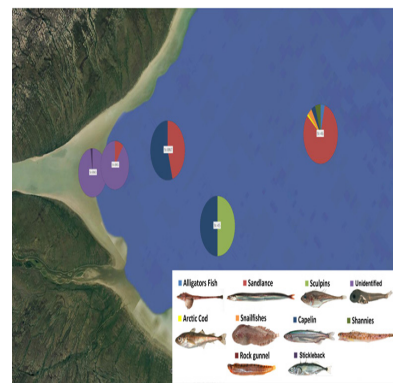 Alligators Fish Sandlance Sculpins Unidentified
Arctic Cod Snailfishes Capelin Shannies
Rock gunnel Stickleback